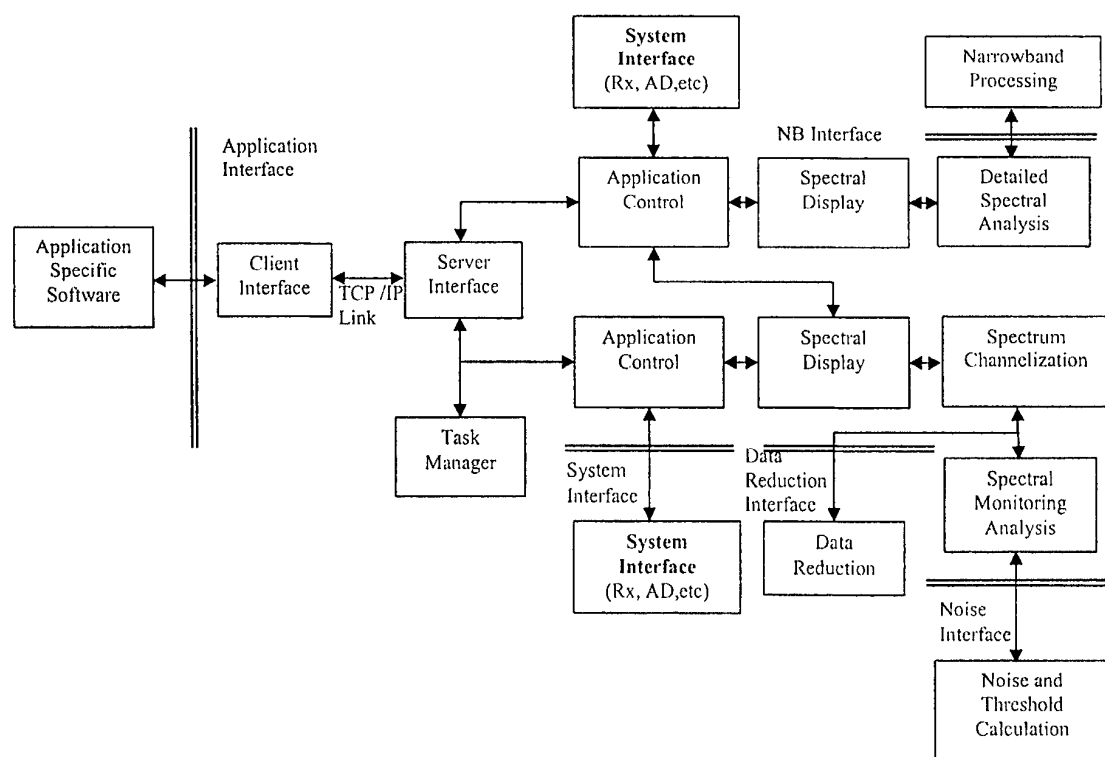 System
Interface
(Rx, AD,etc)
Narrowband
Processing
Application
Interface
NB Interface
Application
Control
Spectral
Display
Detailed
Spectral
Analysis
Application
Specific
Software
Client
Interface
TCP /IP
Link
Server
Interface
Application
Control
Spectral
Display
Spectrum
Channelization
Task
Manager
System
Interface
Data
Reduction
Interface
Spectral
Monitoring
Analysis
System
Interface
(Rx, AD,etc)
Data
Reduction
Noise
Interface
Noise and
Threshold
Calculation